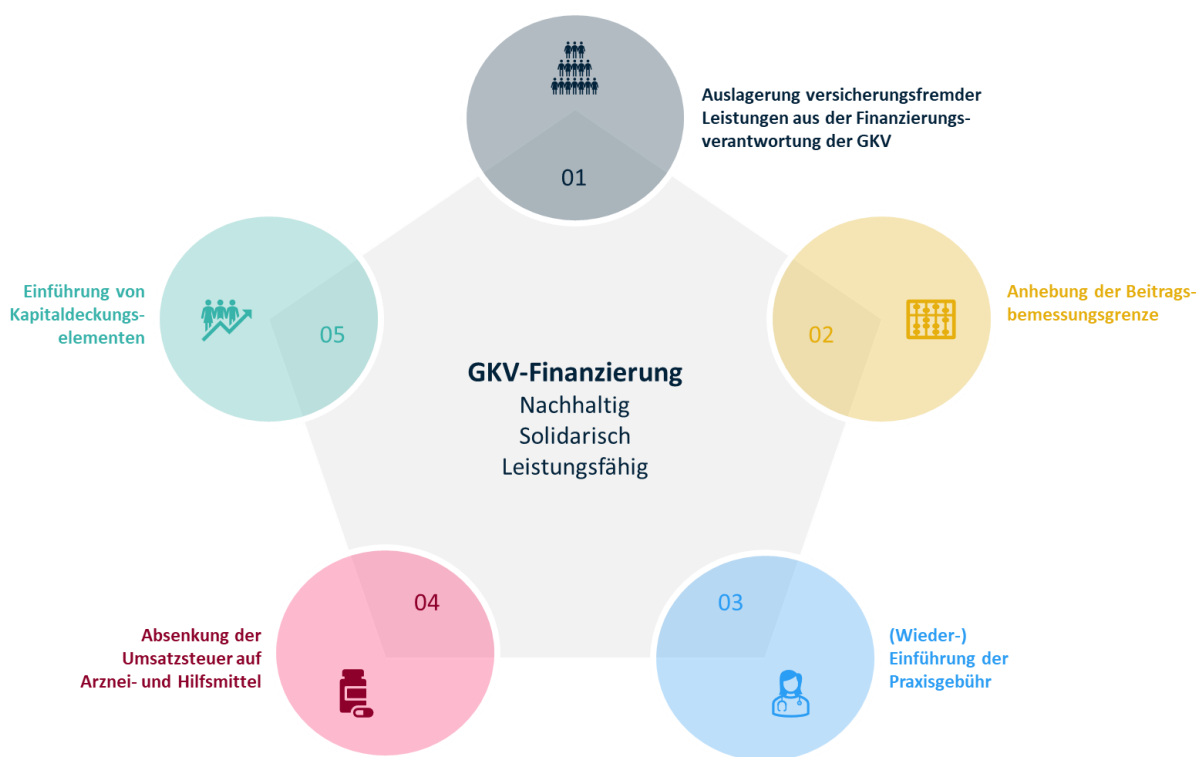 Auslagerung versicherungsfremder
Leistungen aus der Finanzierungs-
verantwortung der GKV
01
Einführung von
Kapitaldeckungs-
elementen
05
02
Anhebung der Beitrags-
bemessungsgrenze
GKV-Finanzierung
Nachhaltig
Solidarisch
Leistungsfähig
04
Absenkung der
Umsatzsteuer auf
Arznei- und Hilfsmittel
03
(Wieder-)
Einführung der
Praxisgebühr